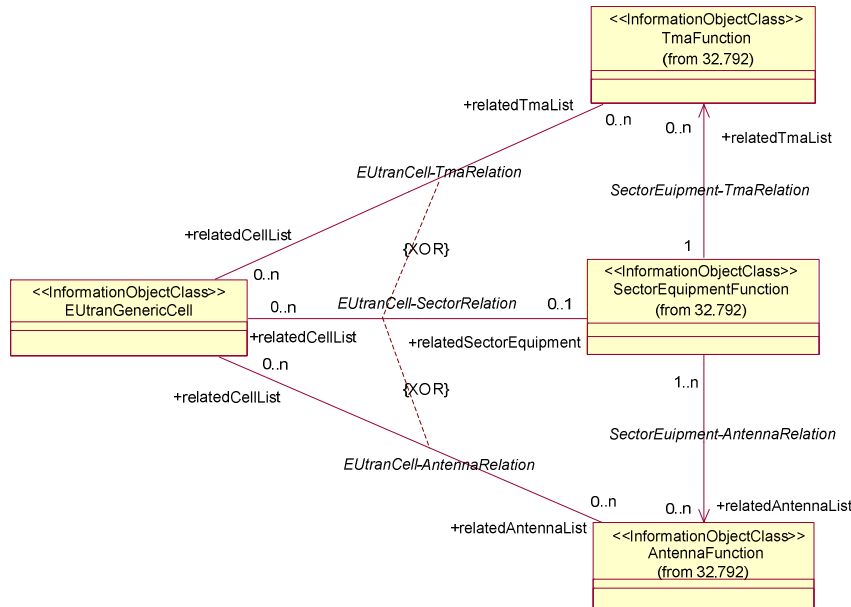 <<InformationObjectClass>>
TmaFunction
(from 32.792)
+relatedTmaList
0..n
0..n
+relatedTmaList
EUtranCell-TmaRelation
SectorEuipment-TmaRelation
+relatedCellList
{XOR}
1
0..n
<<InformationObjectClass>>
EUtranGenericCell
0..n
EUtranCell-SectorRelation
0..1
<<InformationObjectClass>>
SectorEquipmentFunction
(from 32.792)
+relatedCellList
+relatedSectorEquipment
0..n
+relatedCellList
{XOR}
1..n
SectorEuipment-AntennaRelation
EUtranCell-AntennaRelation
0..n
0..n
+relatedAntennaList
+relatedAntennaList
<<InformationObjectClass>>
AntennaFunction
(from 32.792)